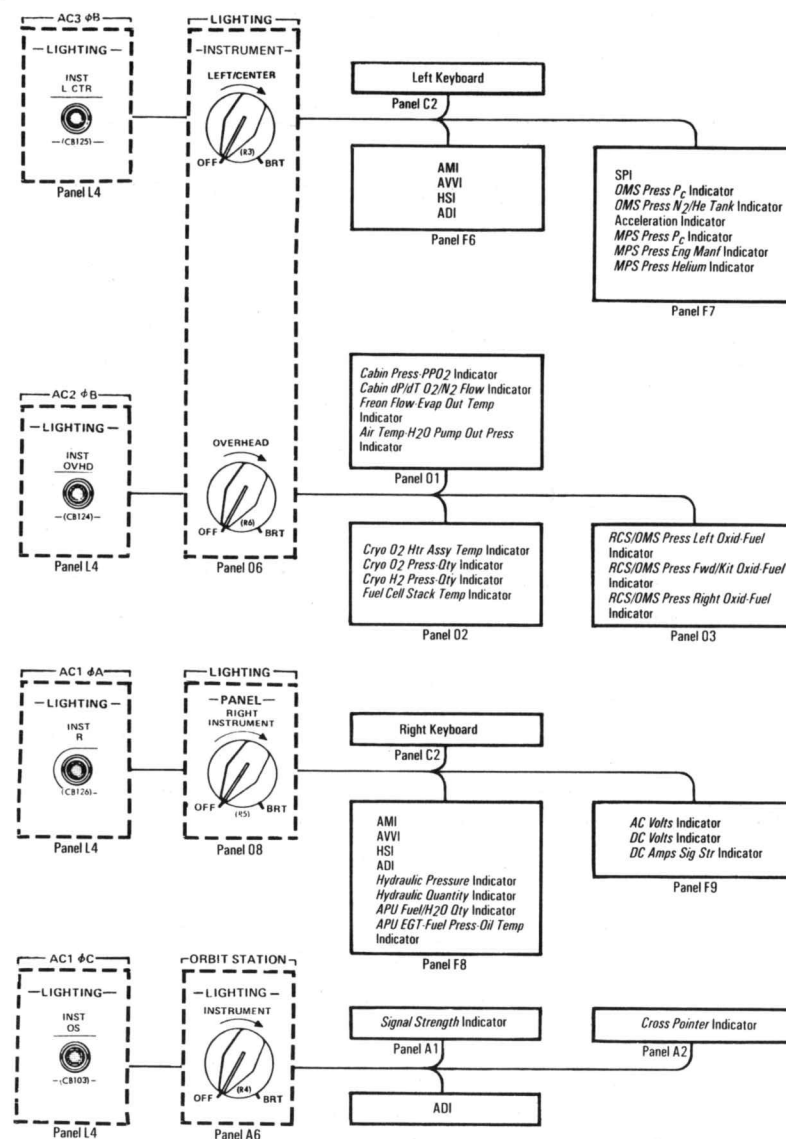 AC3 ϕB
LIGHTING
INST
L CTR
(CB125)
Panel L4
LIGHTING
INSTRUMENT
LEFT/CENTER
OFF
(R3)
BRT
Left Keyboard
Panel C2
AMI
AVVI
HSI
ADI
Panel F6
SPI
OMS Press Pc Indicator
OMS Press N2/He Tank Indicator
Acceleration Indicator
MPS Press Pc Indicator
MPS Press Eng Manf Indicator
MPS Press Helium Indicator
Panel F7
AC2 ϕB
LIGHTING
INST
OVHD
(CB124)
Panel L4
OVERHEAD
OFF
(R6)
BRT
Panel O6
Cabin Press-PPO2 Indicator
Cabin dP/dT O2/N2 Flow Indicator
Freon Flow-Evap Out Temp
Indicator
Air Temp-H2O Pump Out Press
Indicator
Panel O1
Cryo O2 Htr Assy Temp Indicator
Cryo O2 Press-Qty Indicator
Cryo H2 Press-Qty Indicator
Fuel Cell Stack Temp Indicator
Panel O2
RCS/OMS Press Left Oxid-Fuel
Indicator
RCS/OMS Press Fwd/Kit Oxid-Fuel
Indicator
RCS/OMS Press Right Oxid-Fuel
Indicator
Panel O3
AC1 ϕA
LIGHTING
INST
R
(CB126)
Panel L4
LIGHTING
PANEL
RIGHT
INSTRUMENT
OFF
(R5)
BRT
Panel O8
Right Keyboard
Panel C2
AMI
AVVI
HSI
ADI
Hydraulic Pressure Indicator
Hydraulic Quantity Indicator
APU Fuel/H2O Qty Indicator
APU EGT-Fuel Press-Oil Temp
Indicator
Panel F8
AC Volts Indicator
DC Volts Indicator
DC Amps Sig Str Indicator
Panel F9
AC1 ϕC
LIGHTING
INST
OS
(CB103)
Panel L4
ORBIT STATION
LIGHTING
INSTRUMENT
OFF
(R4)
BRT
Panel A6
Signal Strength Indicator
Panel A1
Cross Pointer Indicator
Panel A2
ADI